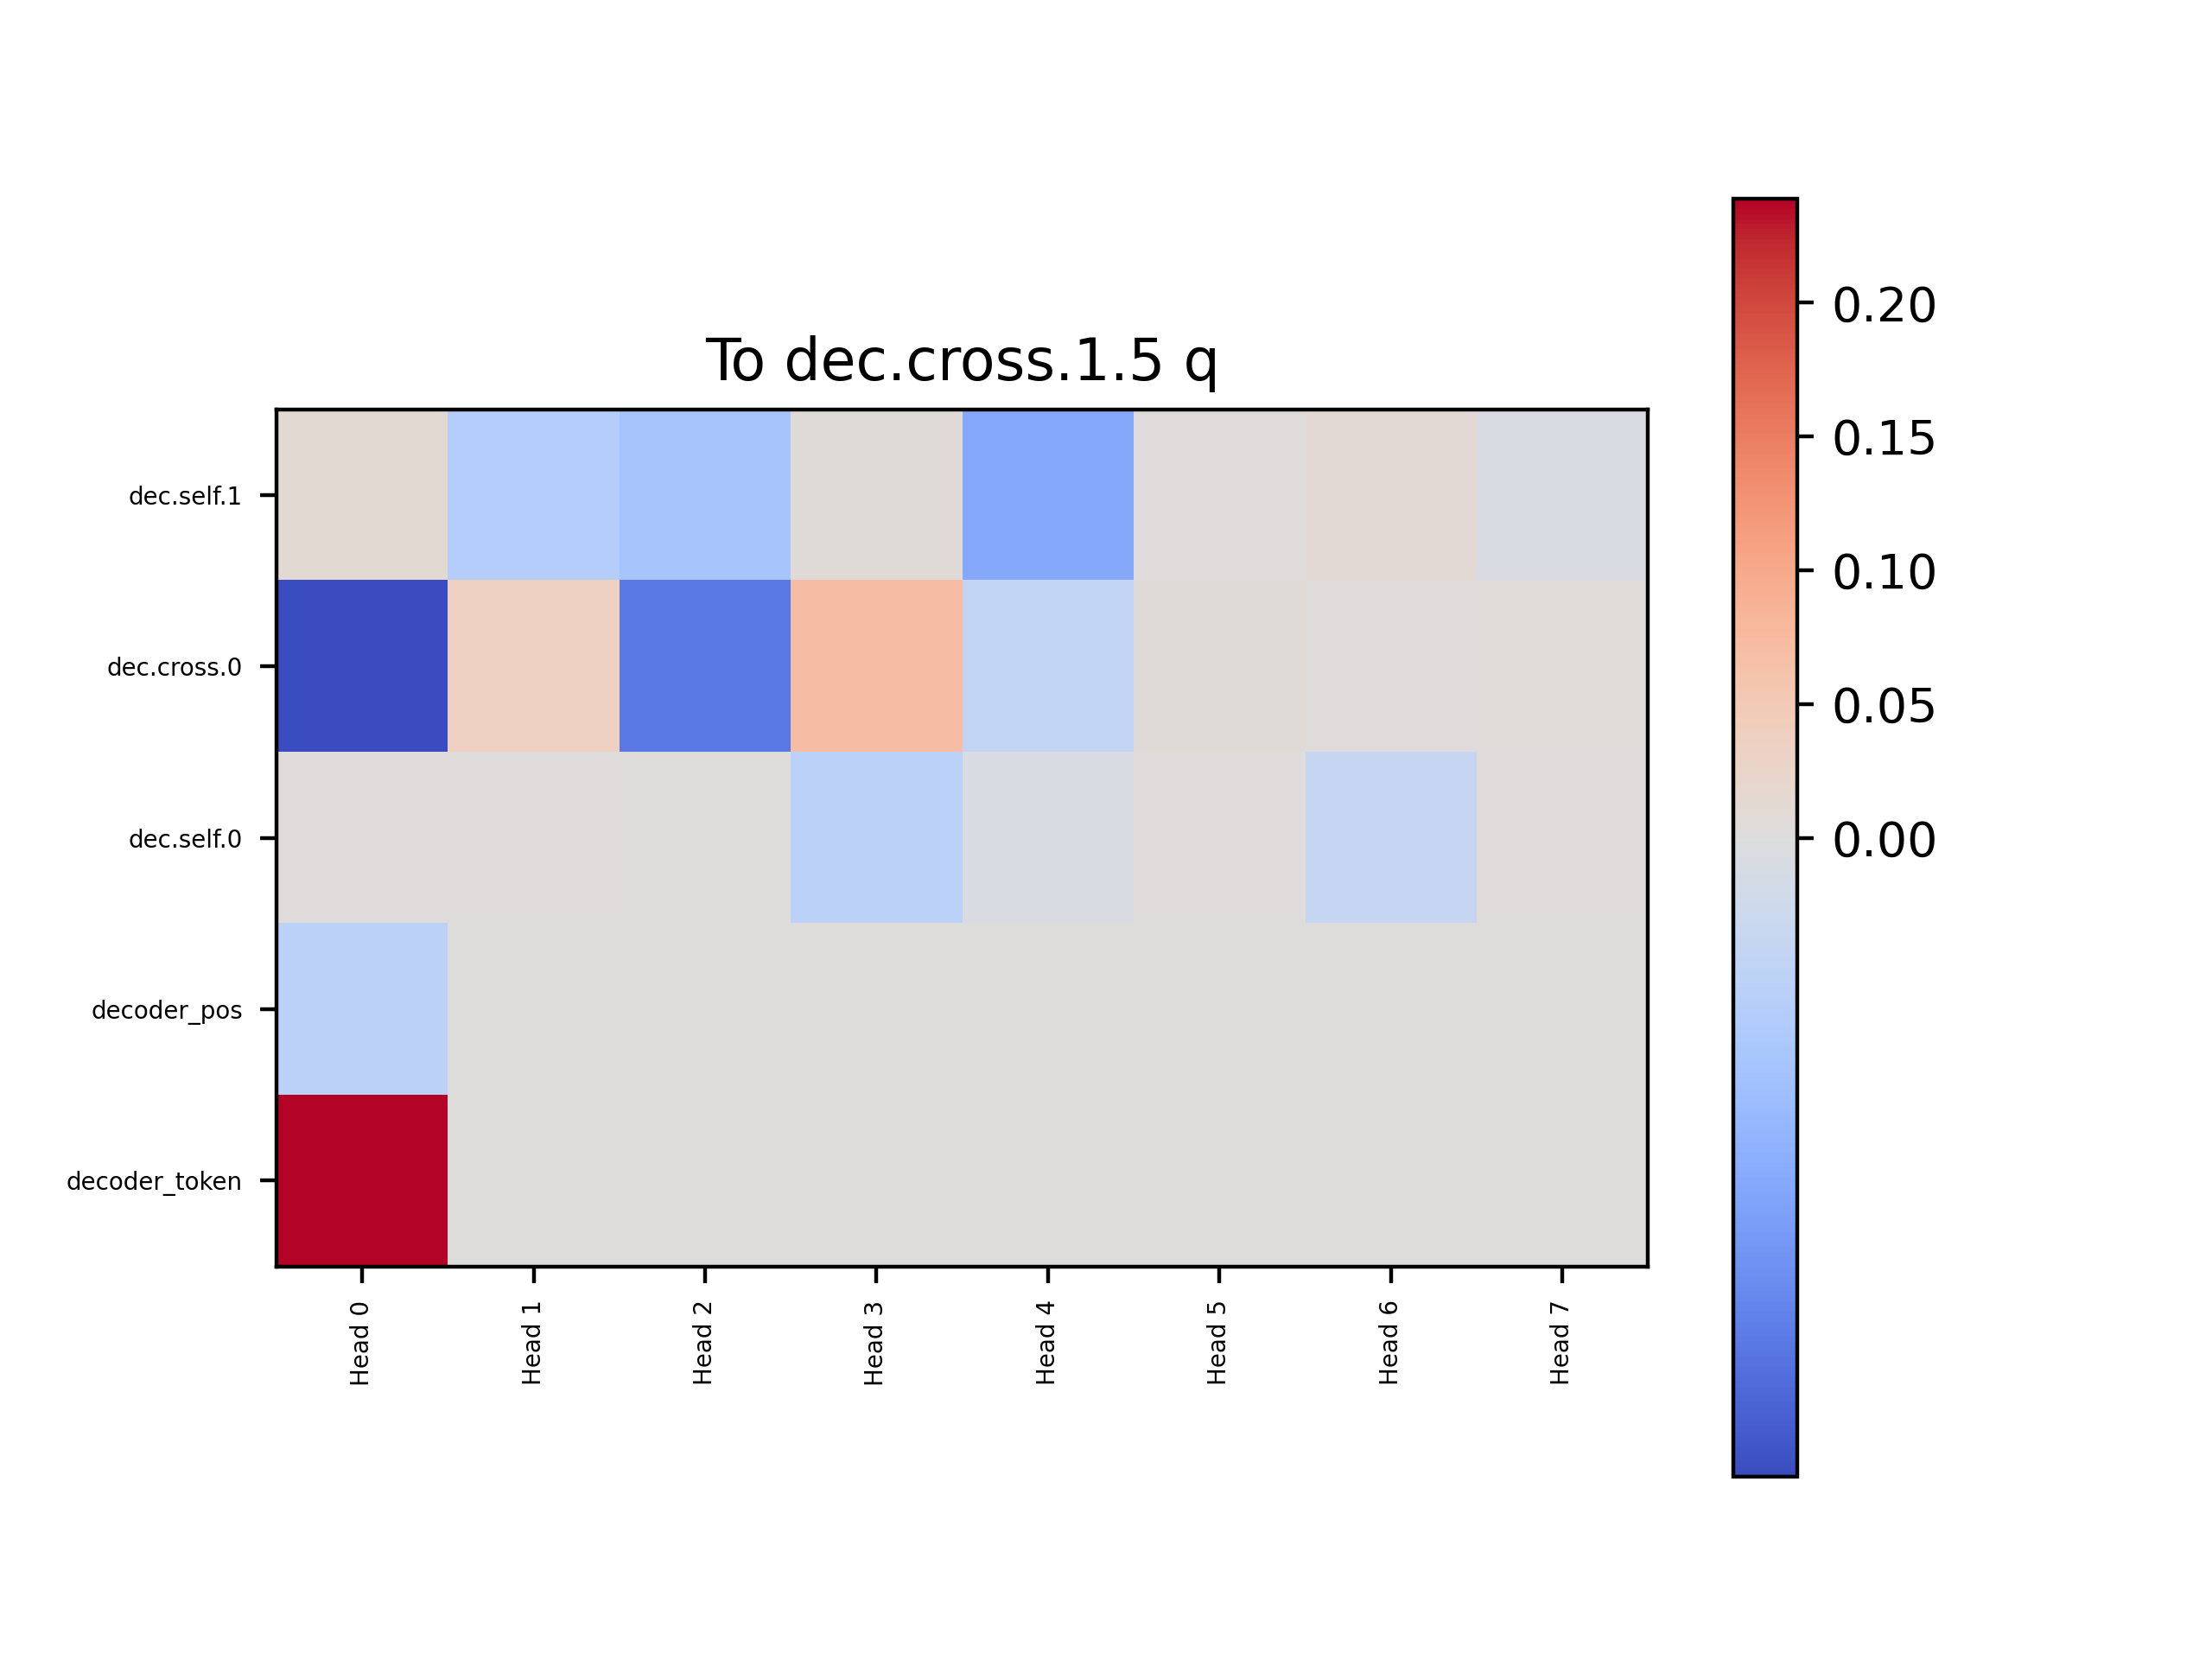 To dec.cross.1.5 q
dec.self.1
dec.cross.0
dec.self.0
decoder_pos
decoder_token
Head 0
Head 1
Head 2
Head 3
Head 4
Head 5
Head 6
Head 7
0.20
0.15
0.10
0.05
0.00